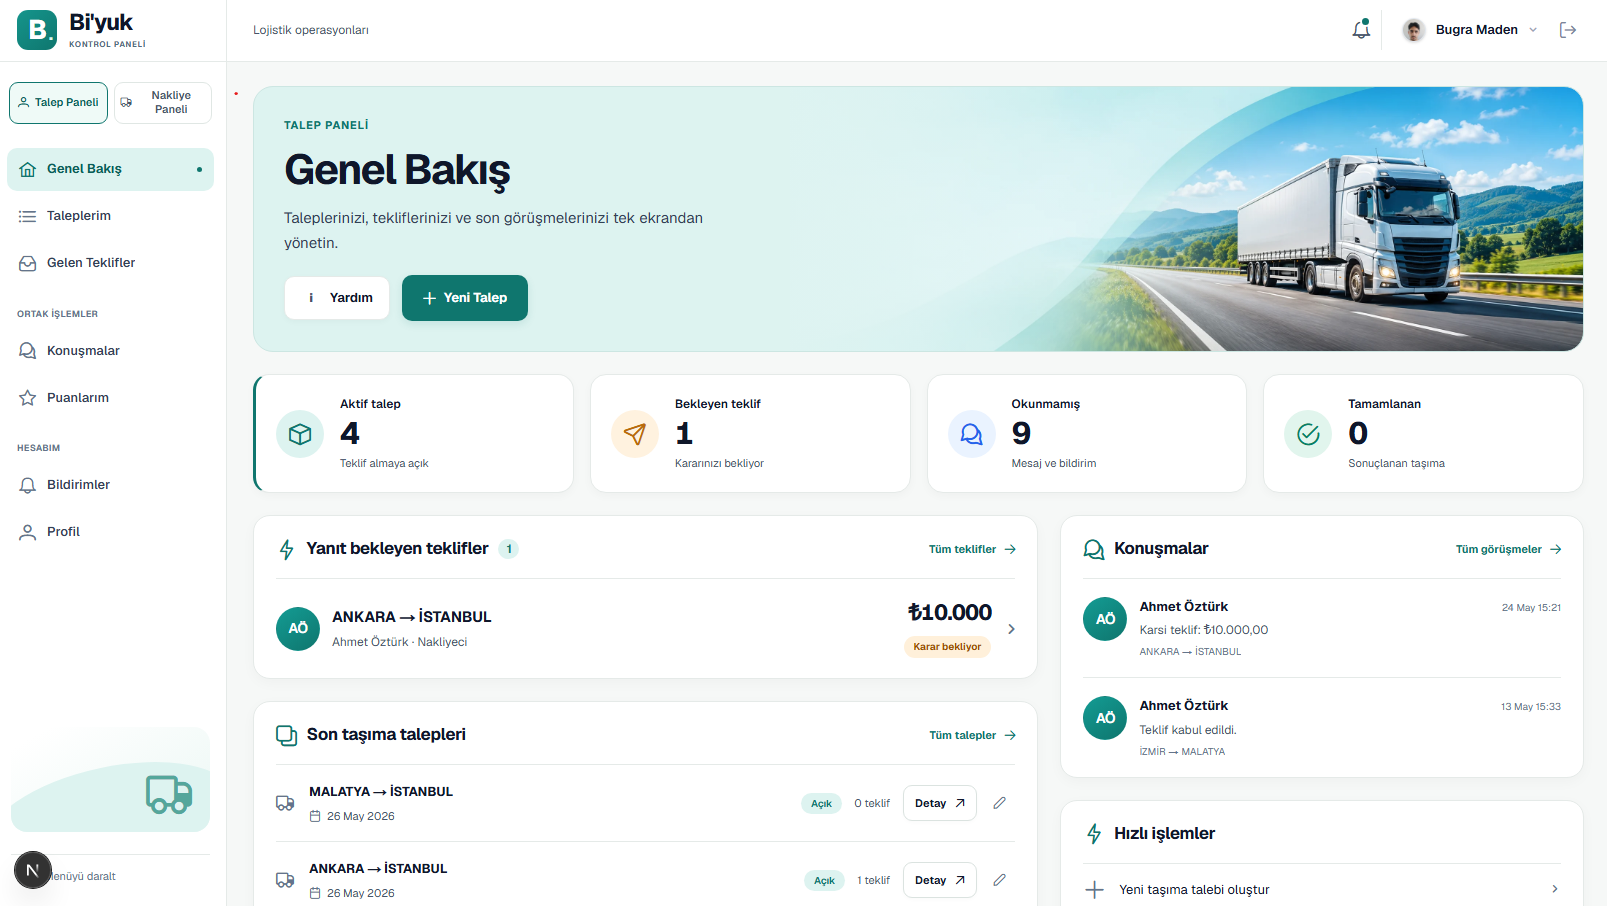 B.
Bi'yuk
KONTROL PANELİ
Lojistik operasyonları
Bugra Maden
Talep Paneli
Nakliye
Paneli
Genel Bakış
Taleplerim
Gelen Teklifler
ORTAK İŞLEMLER
Konuşmalar
Puanlarım
HESABIM
Bildirimler
Profil
N
enüyü daralt
TALEP PANELİ
Genel Bakış
Taleplerinizi, tekliflerinizi ve son görüşmelerinizi tek ekrandan
yönetin.
i Yardım
Yeni Talep
Aktif talep
4
Teklif almaya açık
Bekleyen teklif
1
Kararınızı bekliyor
Okunmamış
9
Mesaj ve bildirim
Tamamlanan
0
Sonuçlanan taşıma
Yanıt bekleyen teklifler 1
Tüm teklifler →
AÖ
ANKARA → İSTANBUL
Ahmet Öztürk · Nakliyeci
₺10.000
Karar bekliyor
Son taşıma talepleri
Tüm talepler →
MALATYA → İSTANBUL
26 May 2026
Açık
0 teklif
Detay
ANKARA → İSTANBUL
26 May 2026
Açık
1 teklif
Detay
Konuşmalar
Tüm görüşmeler →
AÖ
Ahmet Öztürk
24 May 15:21
Karsi teklif: ₺10.000,00
ANKARA → İSTANBUL
AÖ
Ahmet Öztürk
13 May 15:33
Teklif kabul edildi.
İZMİR → MALATYA
Hızlı işlemler
Yeni taşıma talebi oluştur